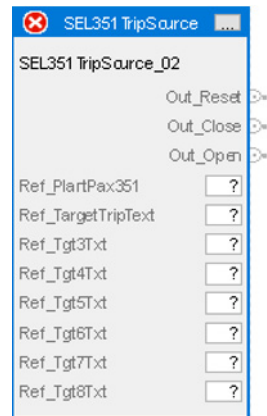 SEL351 TripSource ...
SEL351 TripSource_02
Out_Reset
Out_Close
Out_Open
Ref_PlantPax351 ?
Ref_TargetTripText ?
Ref_Tgt3Txt ?
Ref_Tgt4Txt ?
Ref_Tgt5Txt ?
Ref_Tgt6Txt ?
Ref_Tgt7Txt ?
Ref_Tgt8Txt ?